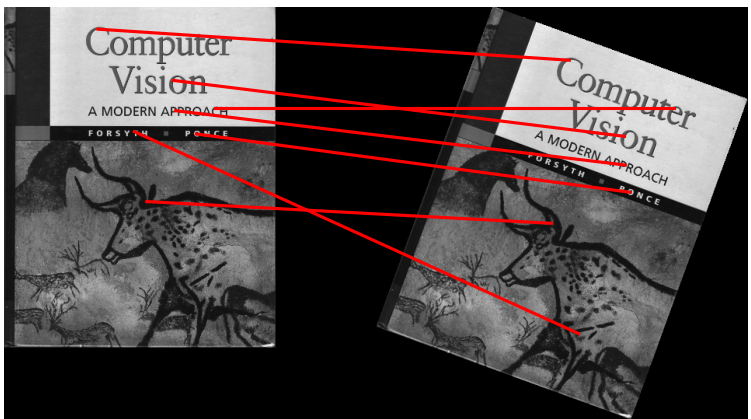 Computer
Vision
A MODERN APPROACH
FORSYTH ■ PONCE
Computer
Vision
A MODERN APPROACH
FORSYTH ■ PONCE